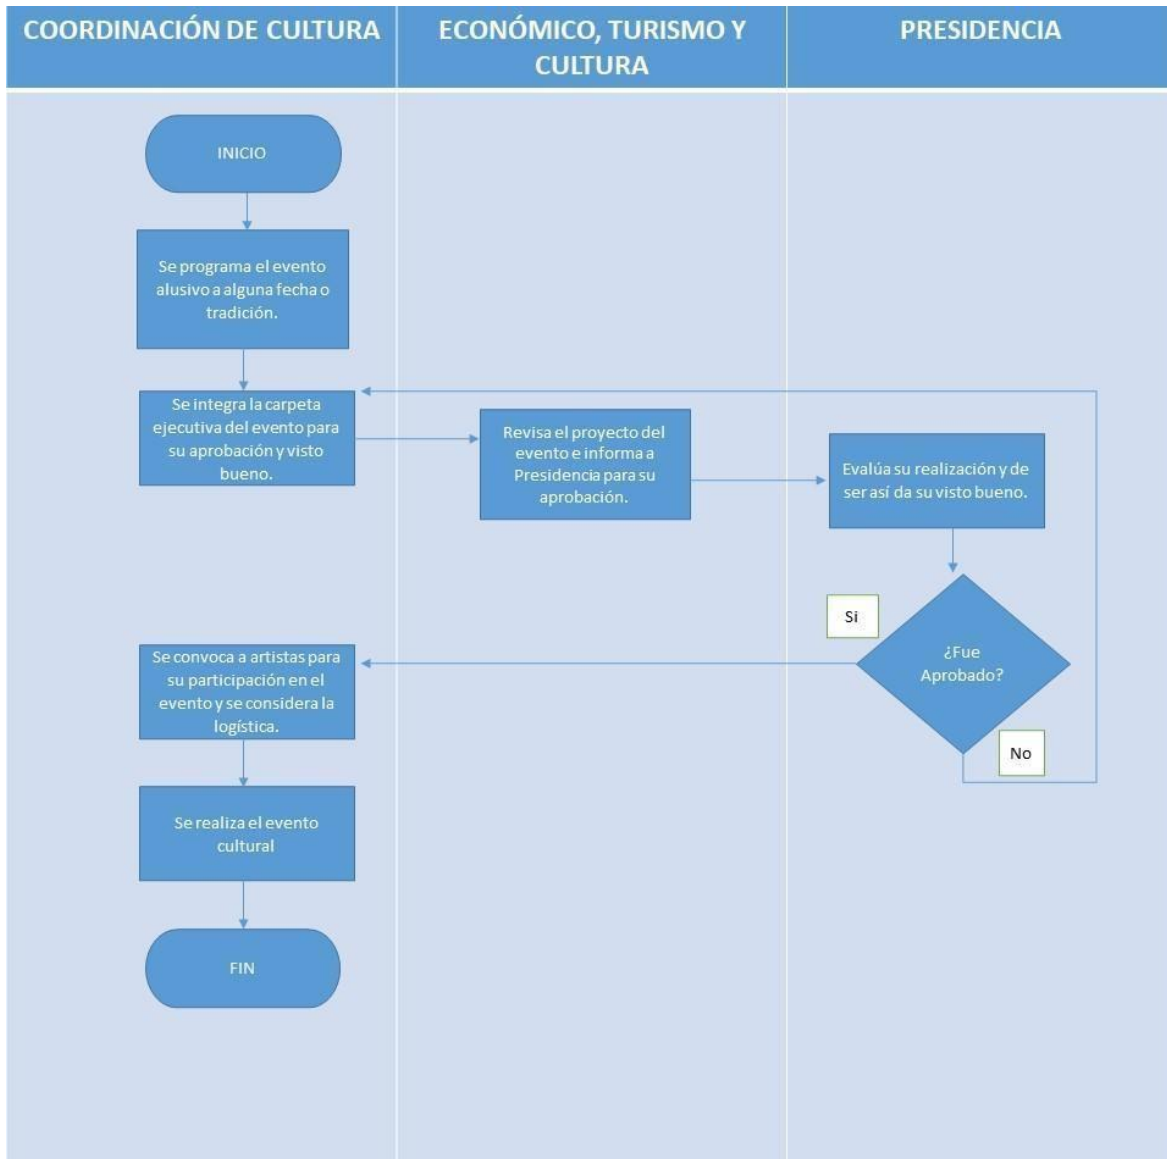 COORDINACIÓN DE CULTURA
ECONÓMICO, TURISMO Y
CULTURA
PRESIDENCIA
INICIO
Se programa el evento
alusivo a alguna fecha o
tradición.
Se integra la carpeta
ejecutiva del evento para
su aprobación y visto
bueno.
Revisa el proyecto del
evento e informa a
Presidencia para su
aprobación.
Evalúa su realización y de
ser así da su visto bueno.
Si
¿Fue
Aprobado?
No
Se convoca a artistas para
su participación en el
evento y se considera la
logística.
Se realiza el evento
cultural
FIN